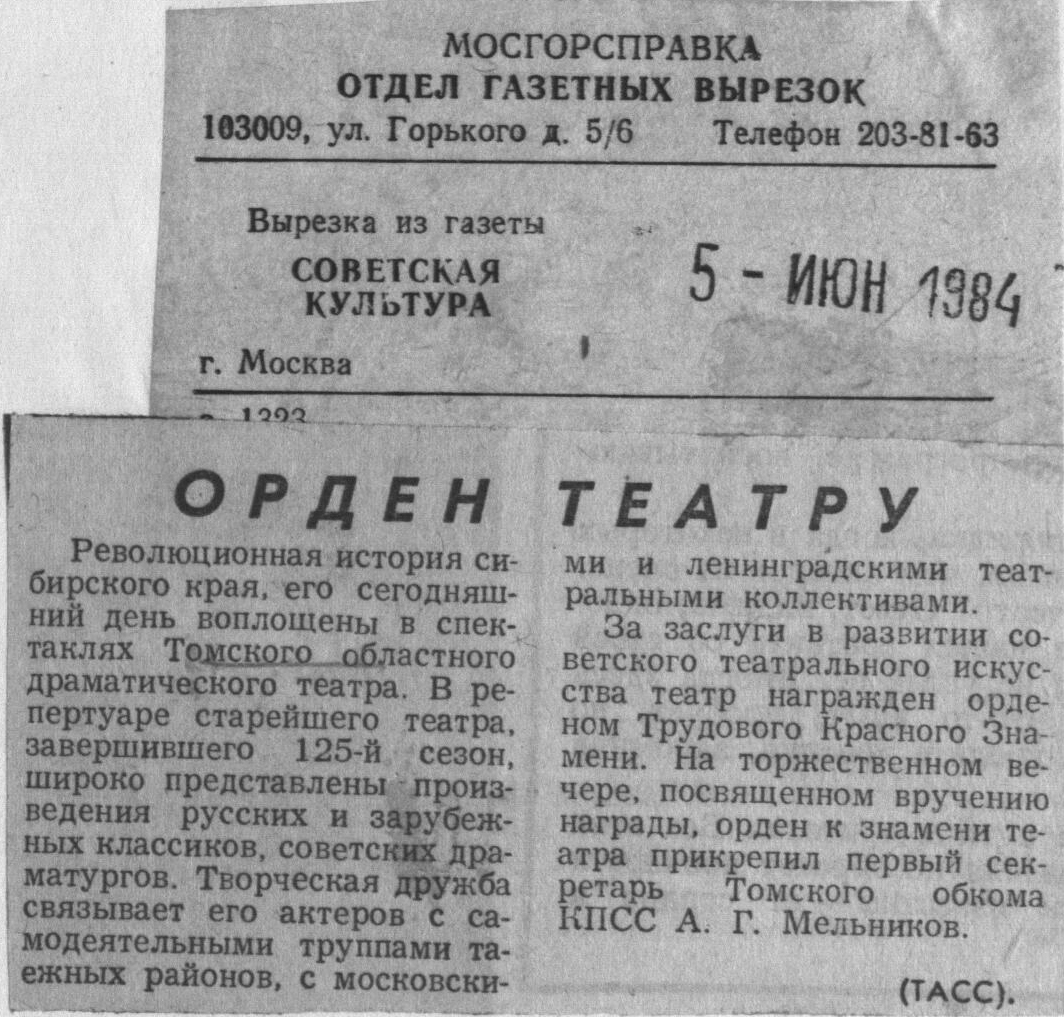 МОСГОРСПРАВКА
ОТДЕЛ ГАЗЕТНЫХ ВЫРЕЗОК
103009, ул. Горького д. 5/6 Телефон 203-81-63
Вырезка из газеты
СОВЕТСКАЯ
КУЛЬТУРА
5 - ИЮН 1984
г. Москва
1323
ОРДЕН ТЕАТРУ
Революционная история си-
бирского края, его сегодняш-
ний день воплощены в спек-
таклях Томского областного
драматического театра. В ре-
пертуаре старейшего театра,
завершившего 125-й сезон,
широко представлены произ-
ведения русских и зарубеж-
ных классиков, советских дра-
матургов. Творческая дружба
связывает его актеров с са-
модеятельными труппами та-
ежных районов, с московски-
ми и ленинградскими теат-
ральными коллективами.
За заслуги в развитии со-
ветского театрального искус-
ства театр награжден орде-
ном Трудового Красного Зна-
мени. На торжественном ве-
чере, посвященном вручению
награды, орден к знамени те-
атра прикрепил первый сек-
ретарь Томского обкома
КПСС А. Г. Мельников.
(ТАСС).